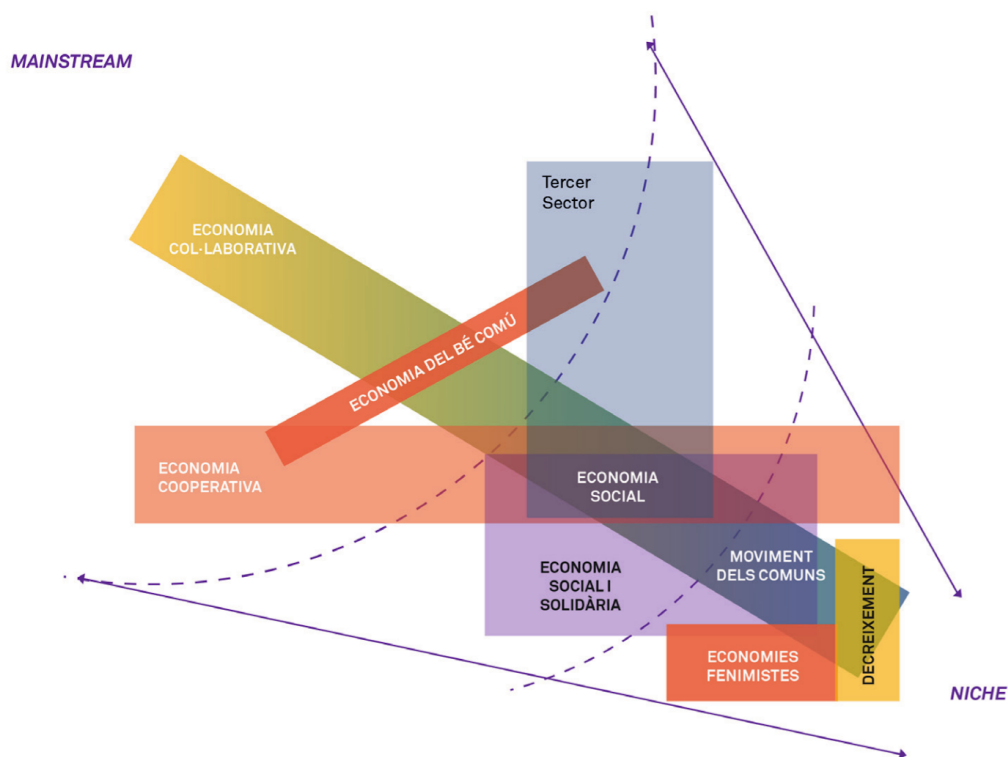 MAINSTREAM
Tercer
Sector
ECONOMIA
COL·LABORATIVA
ECONOMIA DEL BÉ COMÚ
ECONOMIA
COOPERATIVA
ECONOMIA
SOCIAL
ECONOMIA
SOCIAL I
SOLIDÀRIA
MOVIMENT
DELS COMUNS
DECREIXEMENT
ECONOMIES
FENIMISTES
NICHE